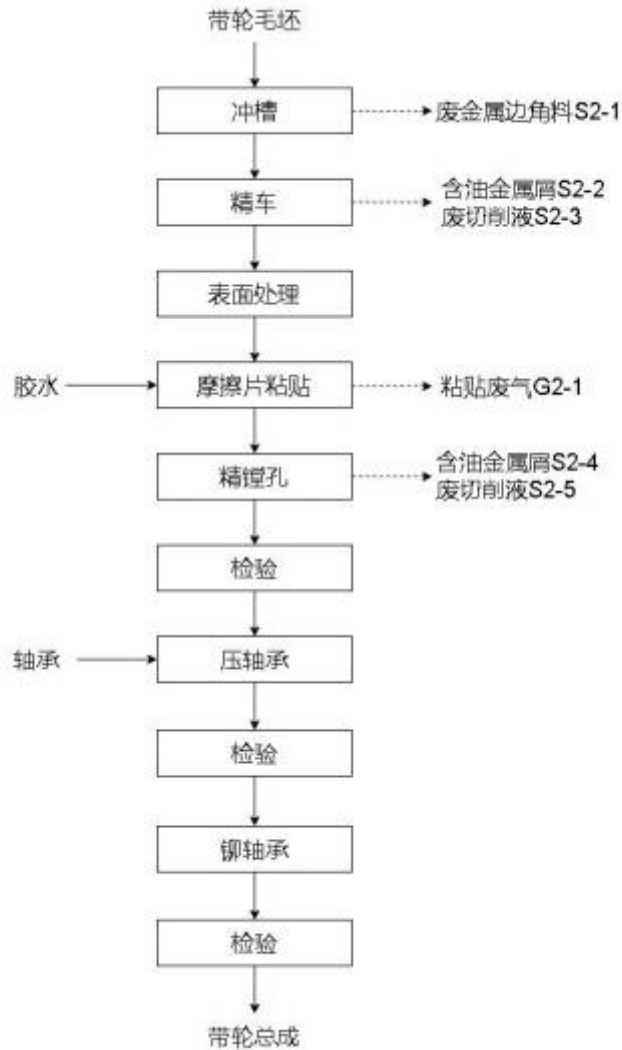 带轮毛坯
冲槽
废金属边角料S2-1
精车
含油金属屑S2-2
废切削液S2-3
表面处理
胶水
摩擦片粘贴
粘贴废气G2-1
精镗孔
含油金属屑S2-4
废切削液S2-5
检验
轴承
压轴承
检验
铆轴承
检验
带轮总成